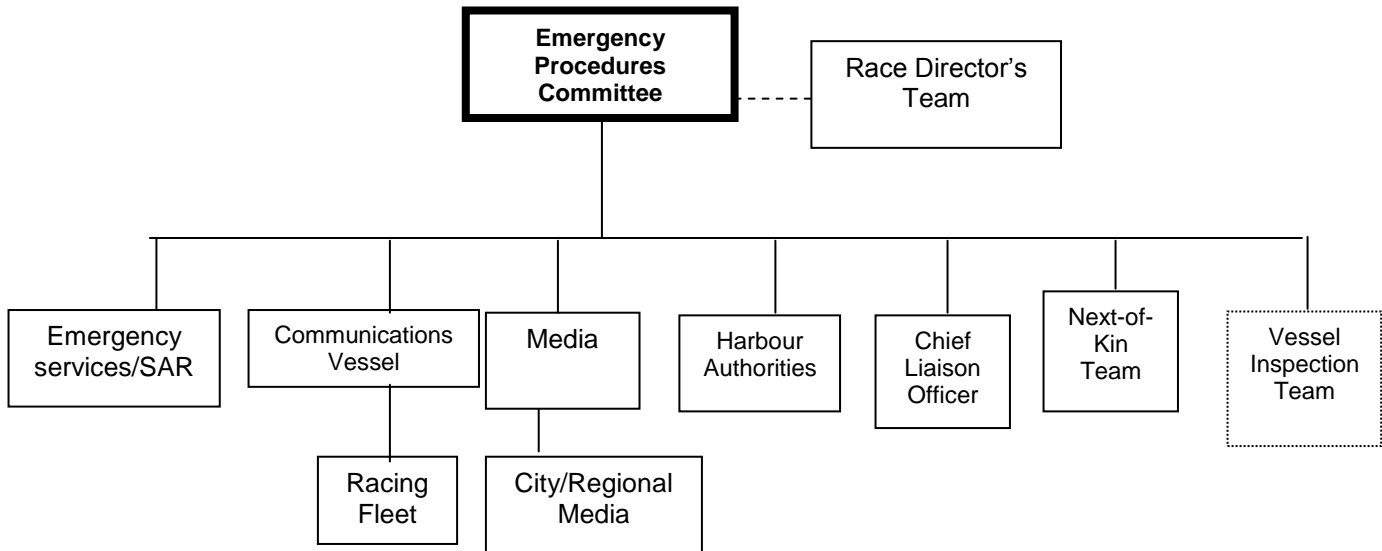 Emergency
Procedures
Committee
Race Director’s
Team
Emergency
services/SAR
Communications
Vessel
Media
Harbour
Authorities
Chief
Liaison
Officer
Next-of-
Kin
Team
Vessel
Inspection
Team
Racing
Fleet
City/Regional
Media